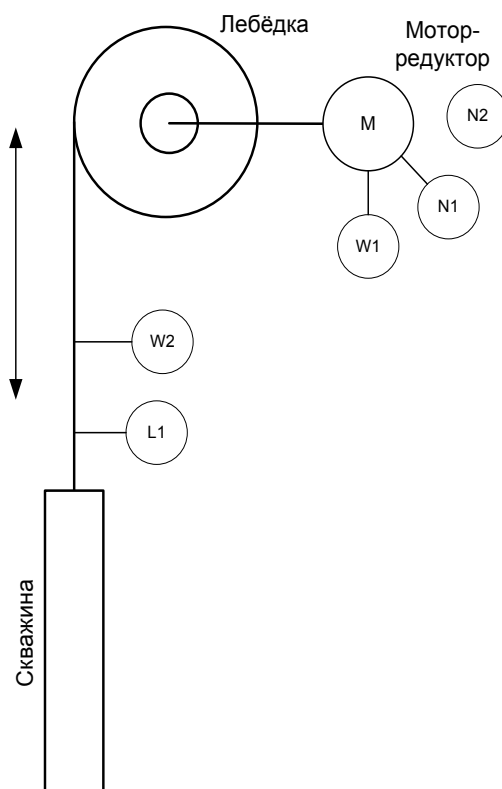 Лебёдка
Мотор-
редуктор
M
N2
N1
W1
W2
L1
Скважина